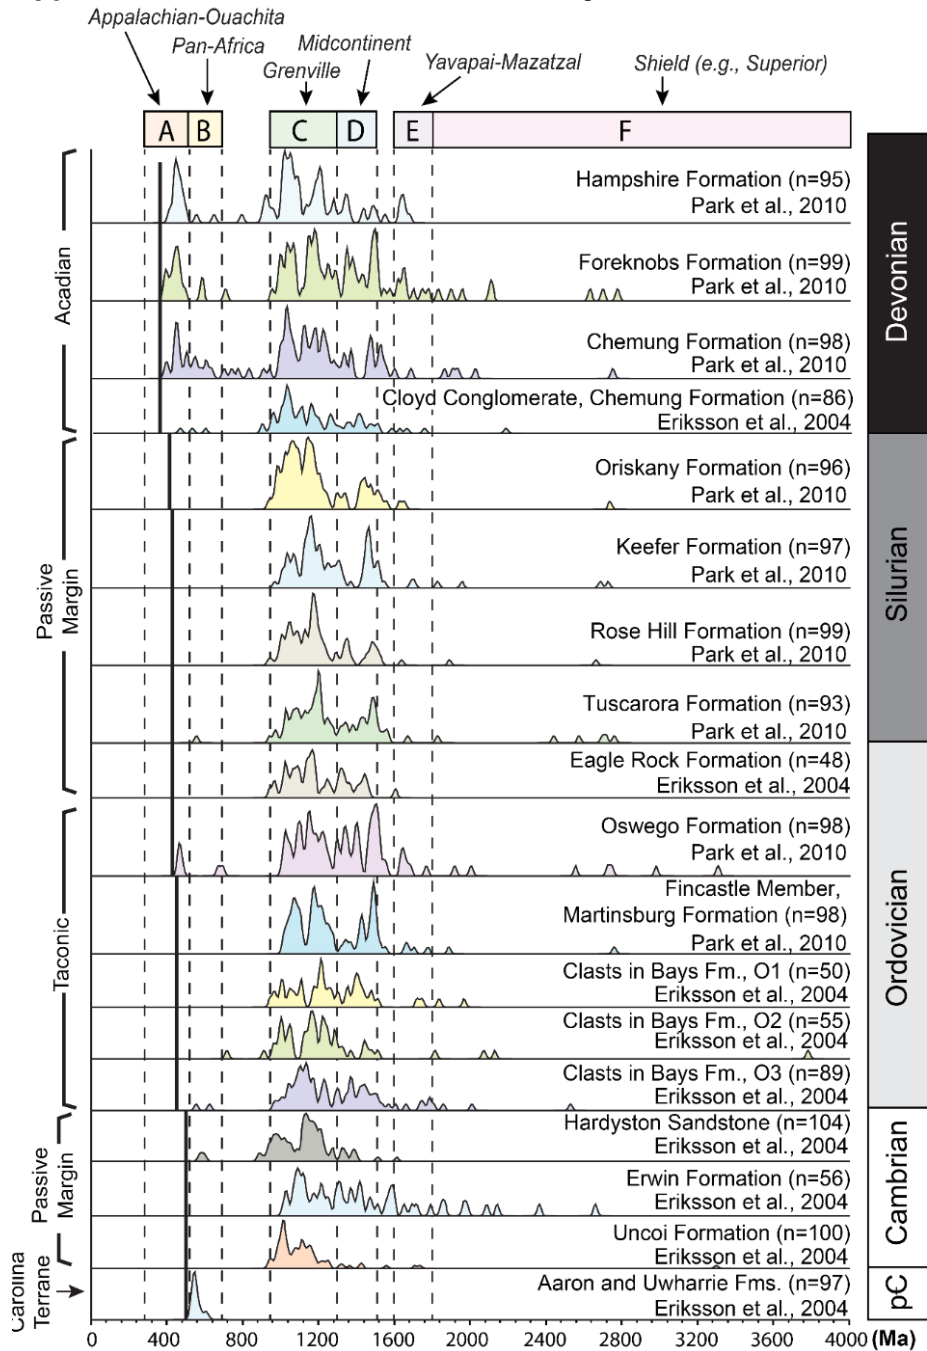 Appalachian-Ouachita
Pan-Africa
Midcontinent
Grenville
Yavapai-Mazatzal
Shield (e.g., Superior)
A
B
C
D
E
F
Hampshire Formation (n=95)
Park et al., 2010
Foreknobs Formation (n=99)
Park et al., 2010
Chemung Formation (n=98)
Park et al., 2010
Cloyd Conglomerate, Chemung Formation (n=86)
Eriksson et al., 2004
Oriskany Formation (n=96)
Park et al., 2010
Keefer Formation (n=97)
Park et al., 2010
Rose Hill Formation (n=99)
Park et al., 2010
Tuscarora Formation (n=93)
Park et al., 2010
Eagle Rock Formation (n=48)
Eriksson et al., 2004
Oswego Formation (n=98)
Park et al., 2010
Fincastle Member,
Martinsburg Formation (n=98)
Park et al., 2010
Clasts in Bays Fm., O1 (n=50)
Eriksson et al., 2004
Clasts in Bays Fm., O2 (n=55)
Eriksson et al., 2004
Clasts in Bays Fm., O3 (n=89)
Eriksson et al., 2004
Hardyston Sandstone (n=104)
Eriksson et al., 2004
Erwin Formation (n=56)
Eriksson et al., 2004
Uncoi Formation (n=100)
Eriksson et al., 2004
Aaron and Uwharrie Fms. (n=97)
Eriksson et al., 2004
Acadian
Passive
Margin
Taconic
Passive
Margin
Carolina
Terrane
Devonian
Silurian
Ordovician
Cambrian
pC
0 400 800 1200 1600 2000 2400 2800 3200 3600 4000 (Ma)